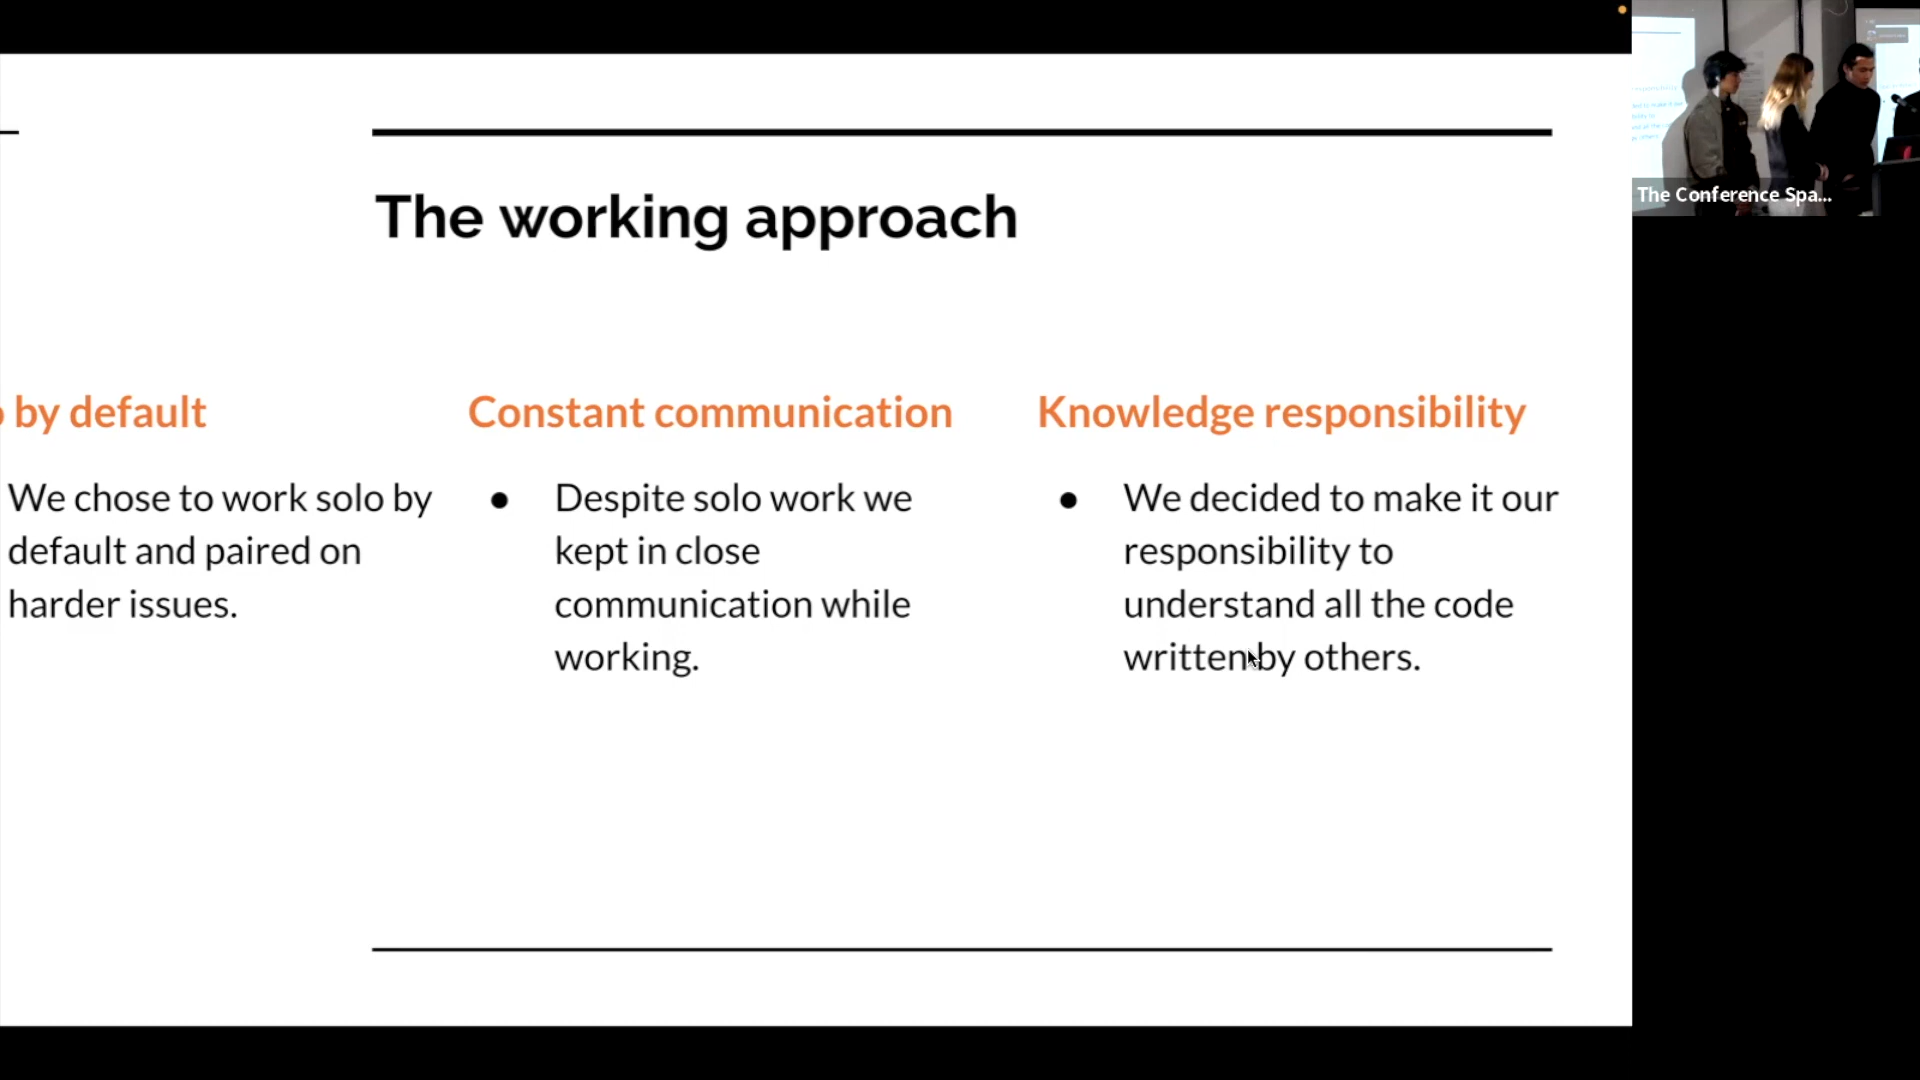 The working approach
by default
We chose to work solo by
default and paired on
harder issues.
Constant communication
● Despite solo work we
kept in close
communication while
working.
Knowledge responsibility
● We decided to make it our
responsibility to
understand all the code
written by others.
The Conference Spa...